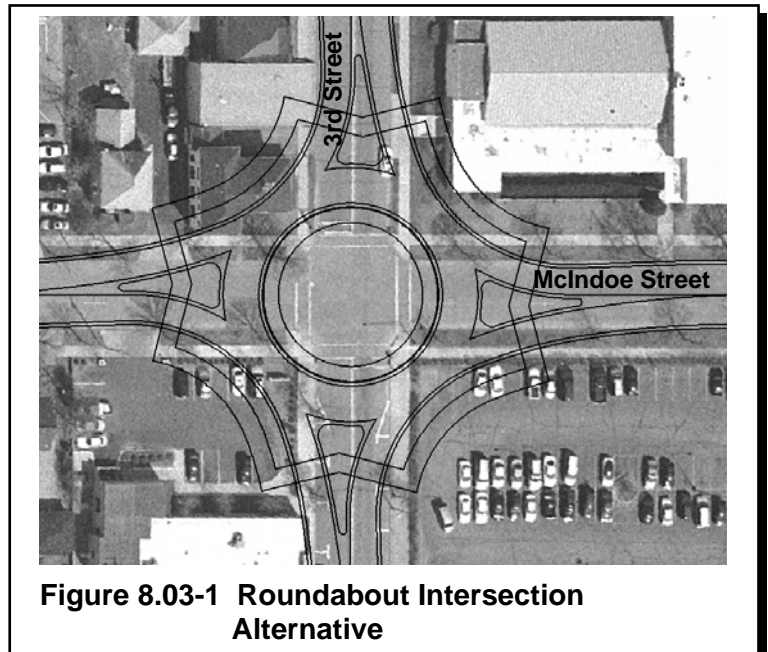 3rd Street
McIndoe Street
Figure 8.03-1 Roundabout Intersection
Alternative